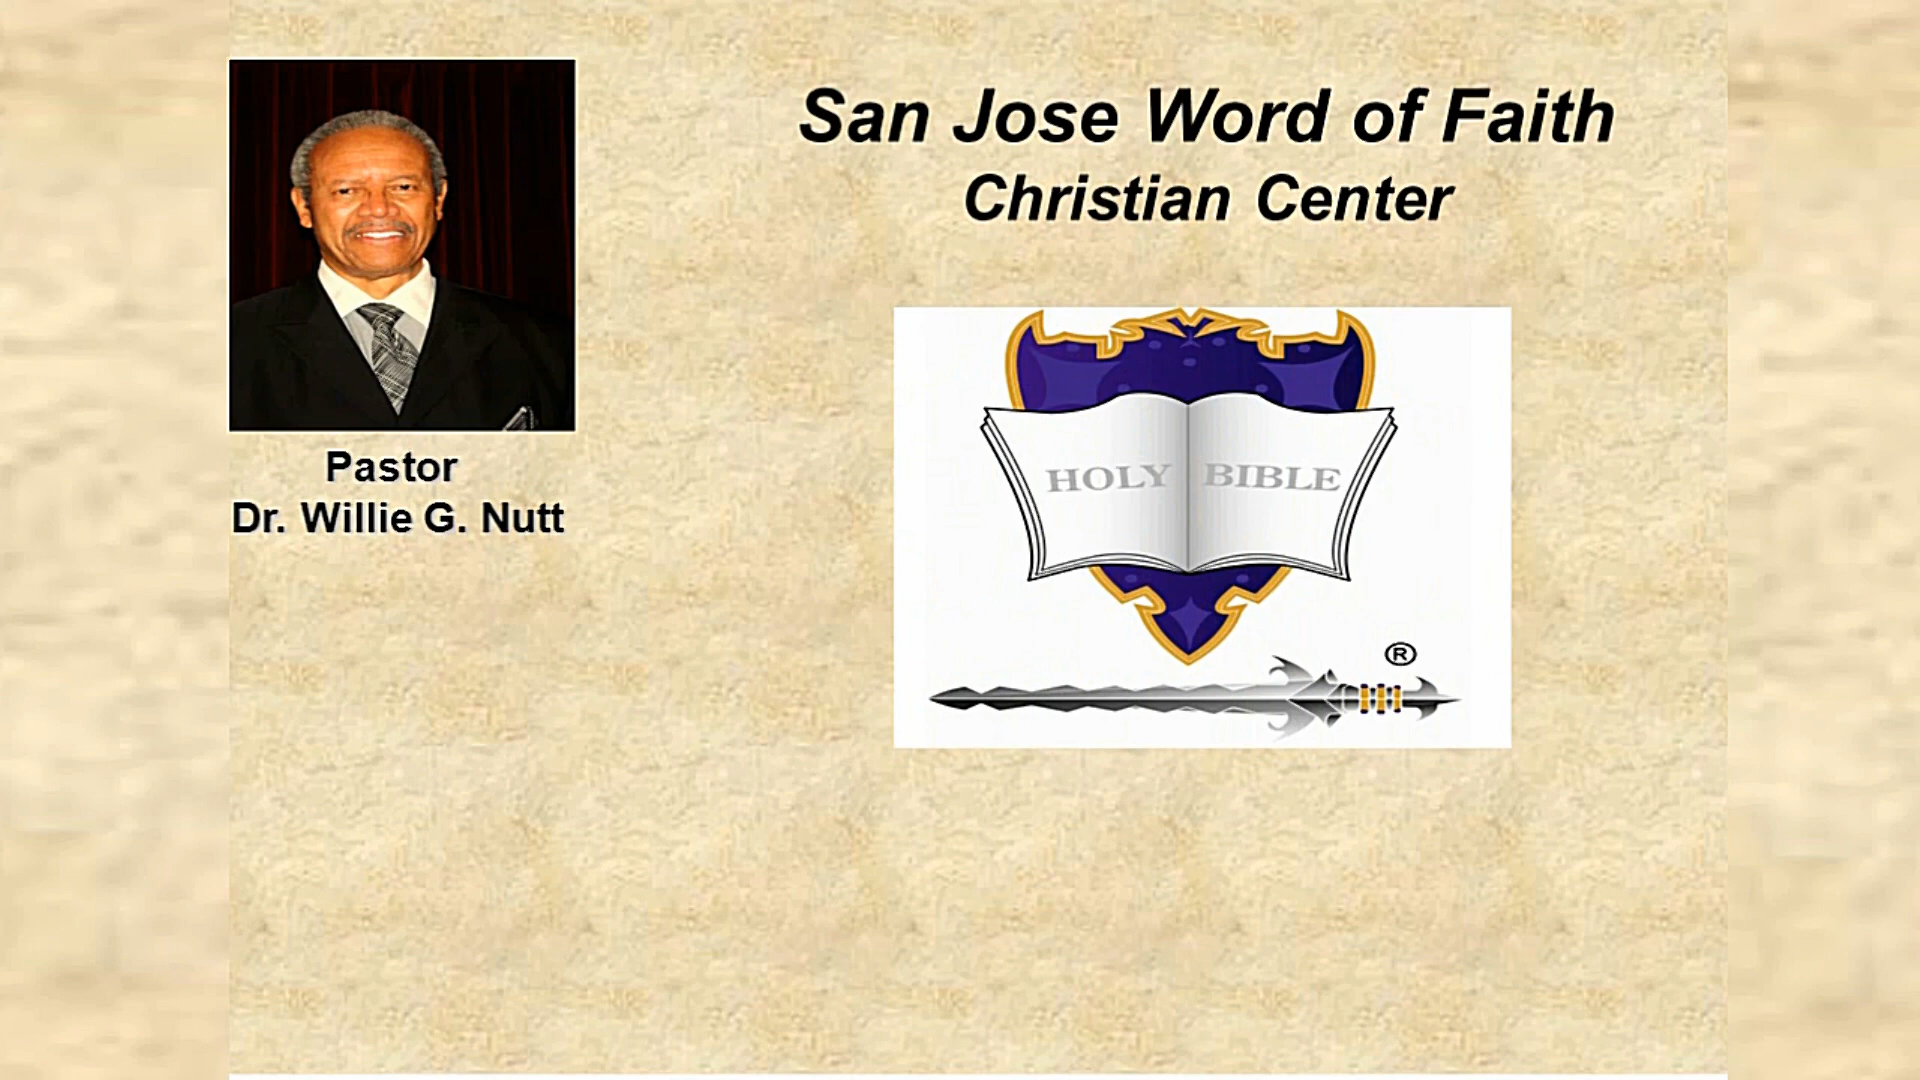 San Jose Word of Faith
Christian Center
Pastor
Dr. Willie G. Nutt
HOLY BIBLE
®